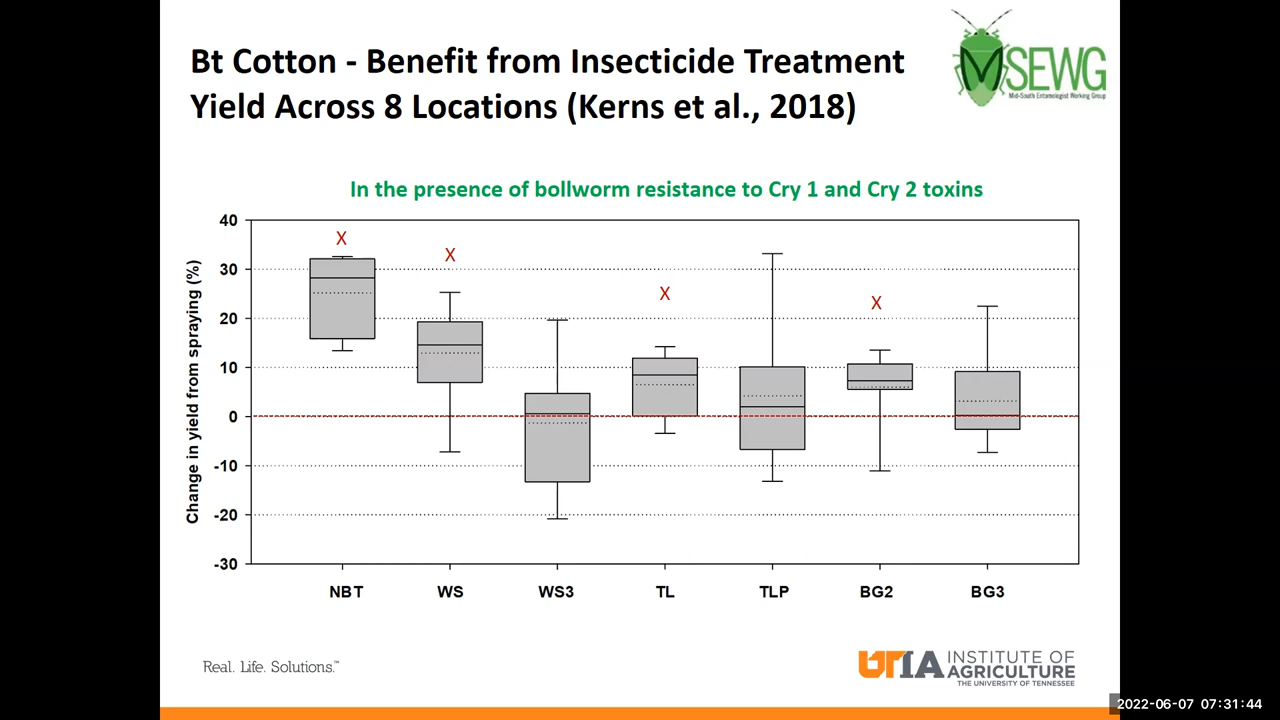 Bt Cotton - Benefit from Insecticide Treatment
Yield Across 8 Locations (Kerns et al., 2018)
MSEWG
Mid-South Entomologist Working Group
In the presence of bollworm resistance to Cry 1 and Cry 2 toxins
Change in yield from spraying (%)
40
30
20
10
0
-10
-20
-30
X
X
X
X
NBT WS WS3 TL TLP BG2 BG3
Real. Life. Solutions.™
UTIA INSTITUTE OF
AGRICULTURE
THE UNIVERSITY OF TENNESSEE
2022-06-07 07:31:44